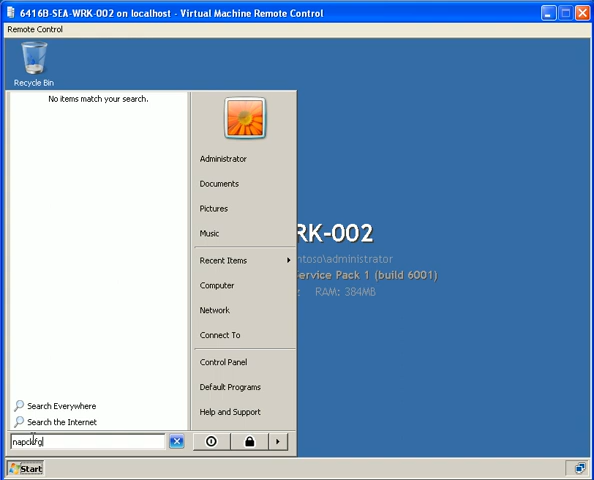 6416B-SEA-WRK-002 on localhost - Virtual Machine Remote Control
Remote Control
Recycle Bin
No items match your search.
Administrator
Documents
Pictures
Music
Recent Items
Computer
Network
Connect To
Control Panel
Default Programs
Help and Support
Search Everywhere
Search the Internet
Start
RK-002
ntoso\administrator
Service Pack 1 (build 6001)
RAM: 384MB